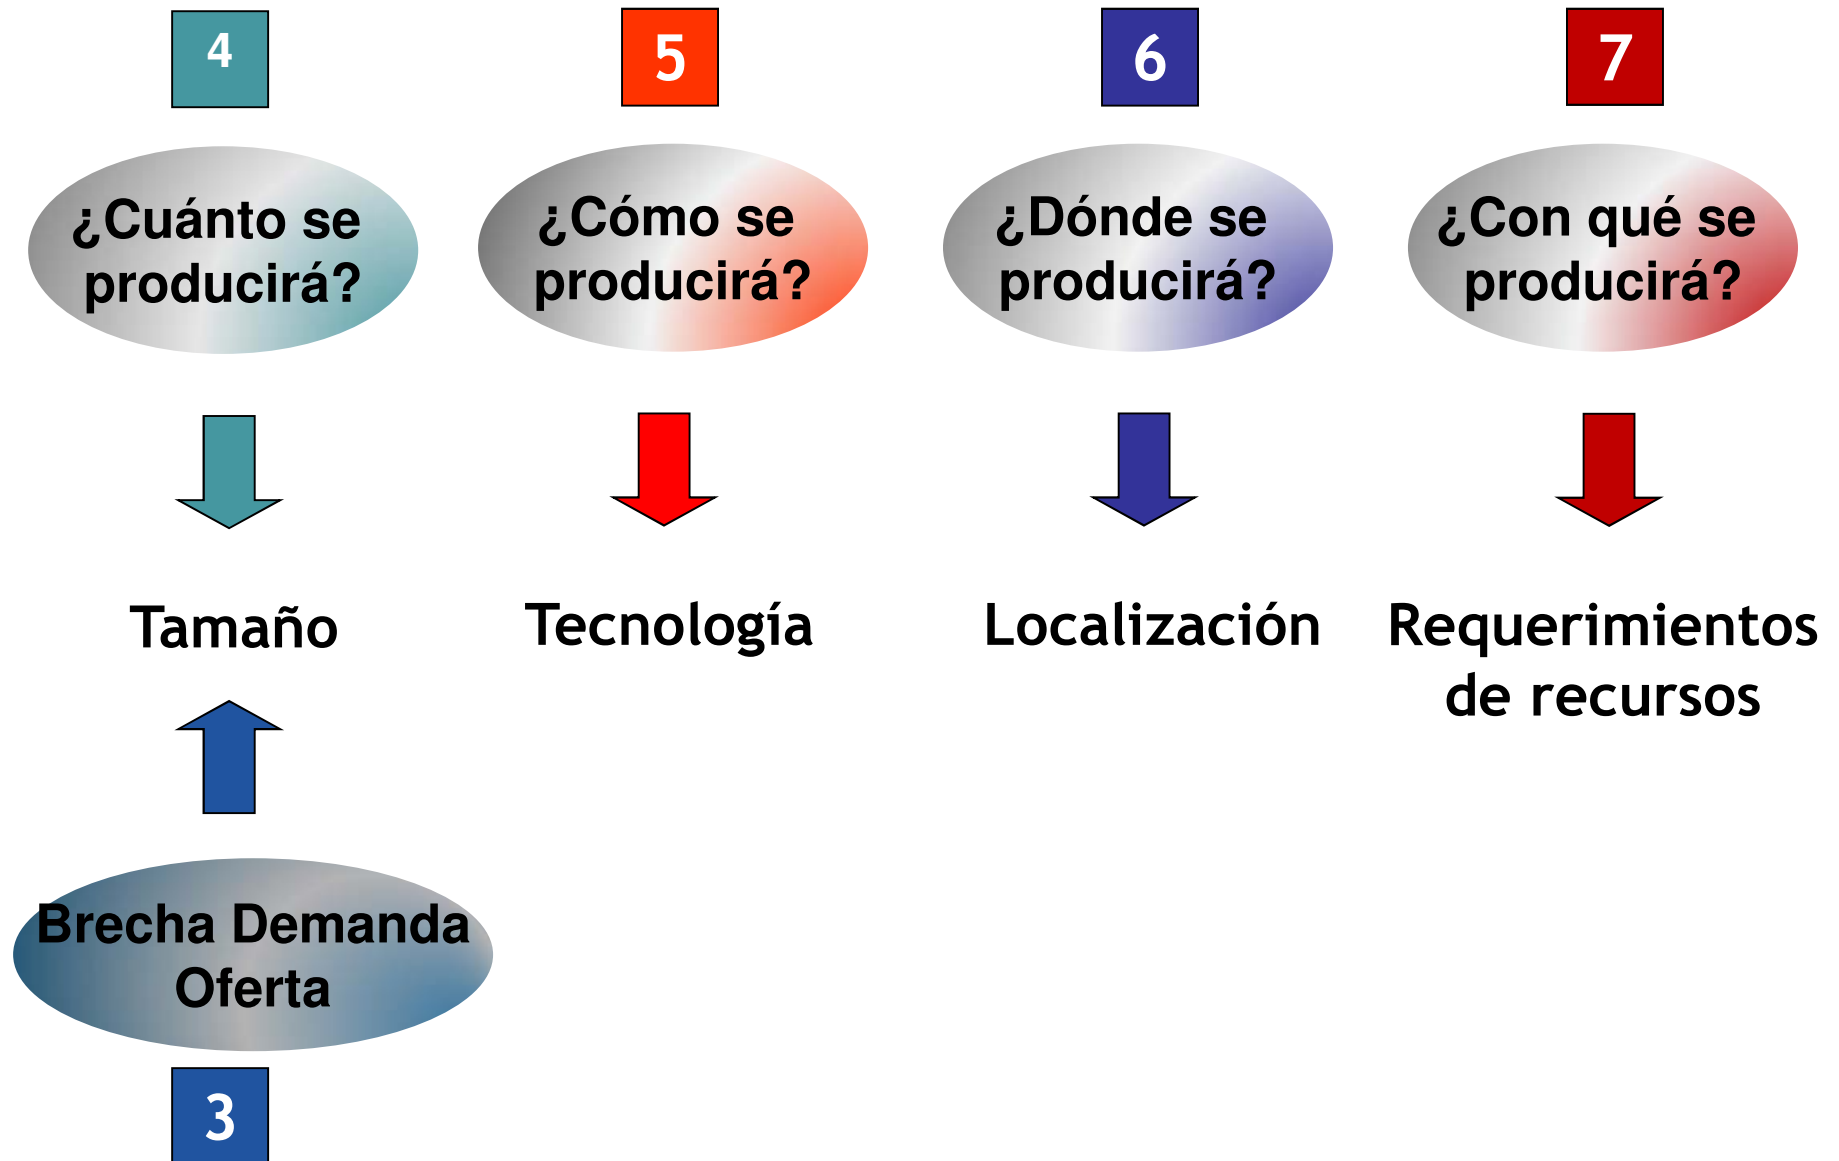 4
¿Cuánto se
producirá?
Tamaño
Brecha Demanda
Oferta
3
5
¿Cómo se
producirá?
Tecnología
6
¿Dónde se
producirá?
Localización
7
¿Con qué se
producirá?
Requerimientos
de recursos